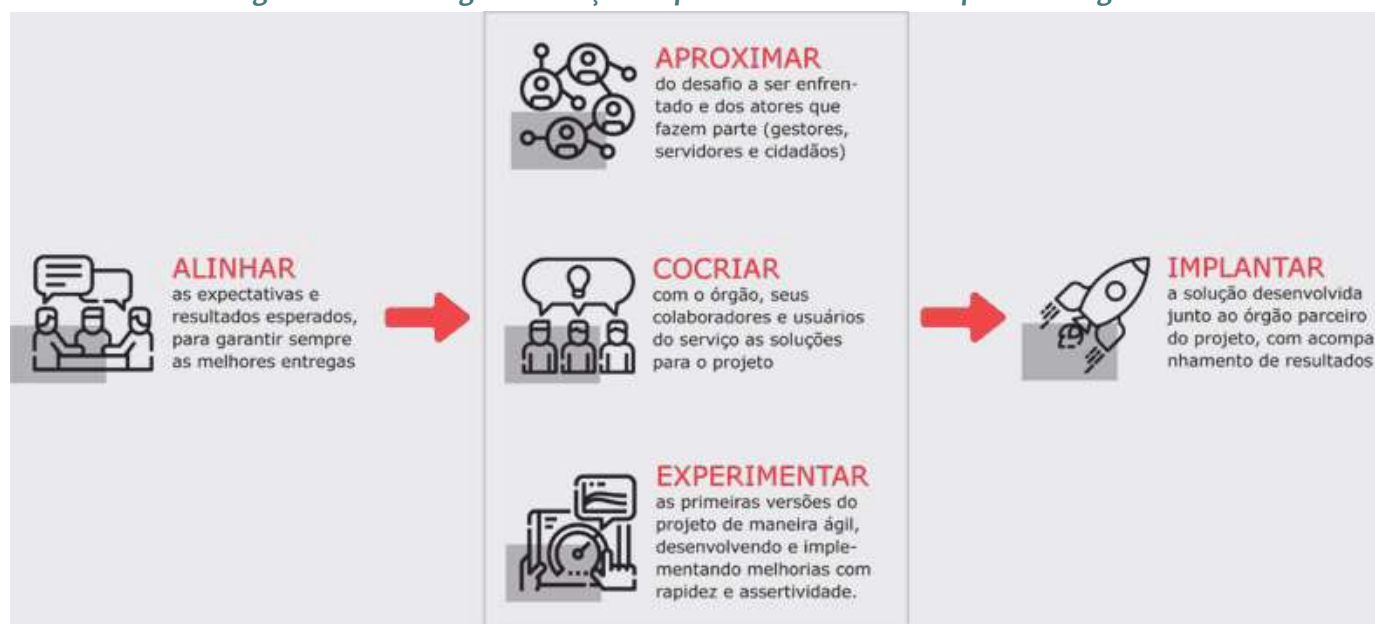 ALINHAR
as expectativas e
resultados esperados,
para garantir sempre
as melhores entregas
APROXIMAR
do desafio a ser enfren-
tado e dos atores que
fazem parte (gestores,
servidores e cidadãos)
COCRIAR
com o órgão, seus
colaboradores e usuários
do serviço as soluções
para o projeto
EXPERIMENTAR
as primeiras versões do
projeto de maneira ágil,
desenvolvendo e imple-
mentando melhorias com
rapidez e assertividade.
IMPLANTAR
a solução desenvolvida
junto ao órgão parceiro
do projeto, com acompa
nhamento de resultados